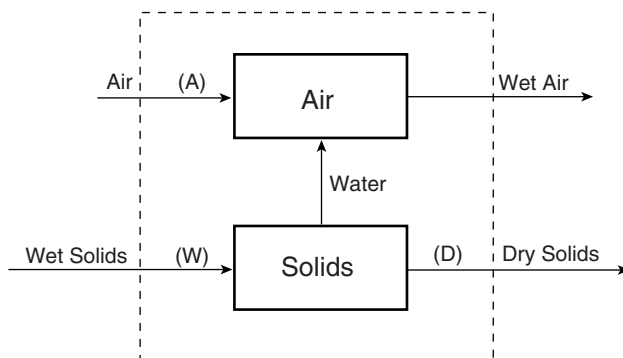 Air (A) Wet Air
Air
Water
Wet Solids (W) (D) Dry Solids
Solids